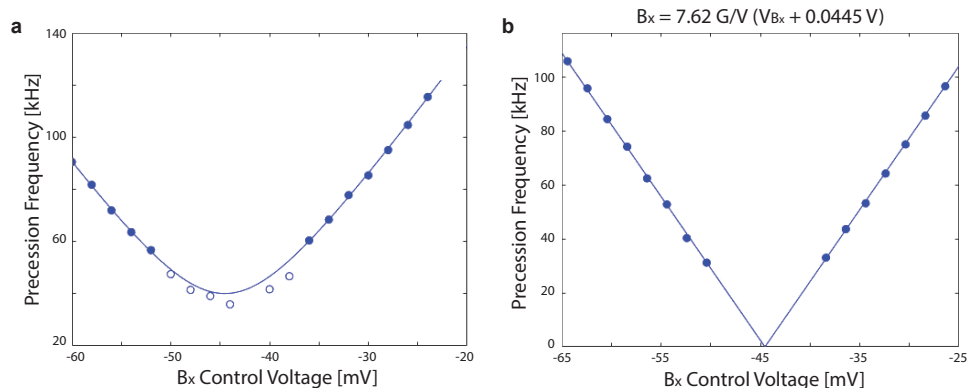 a
140
100
60
20
-60
-50
-40
-30
-20
Precession Frequency [kHz]
Bx Control Voltage [mV]
b
Bx = 7.62 G/V (VBx + 0.0445 V)
100
80
60
40
20
0
-65
-55
-45
-35
-25
Precession Frequency [kHz]
Bx Control Voltage [mV]